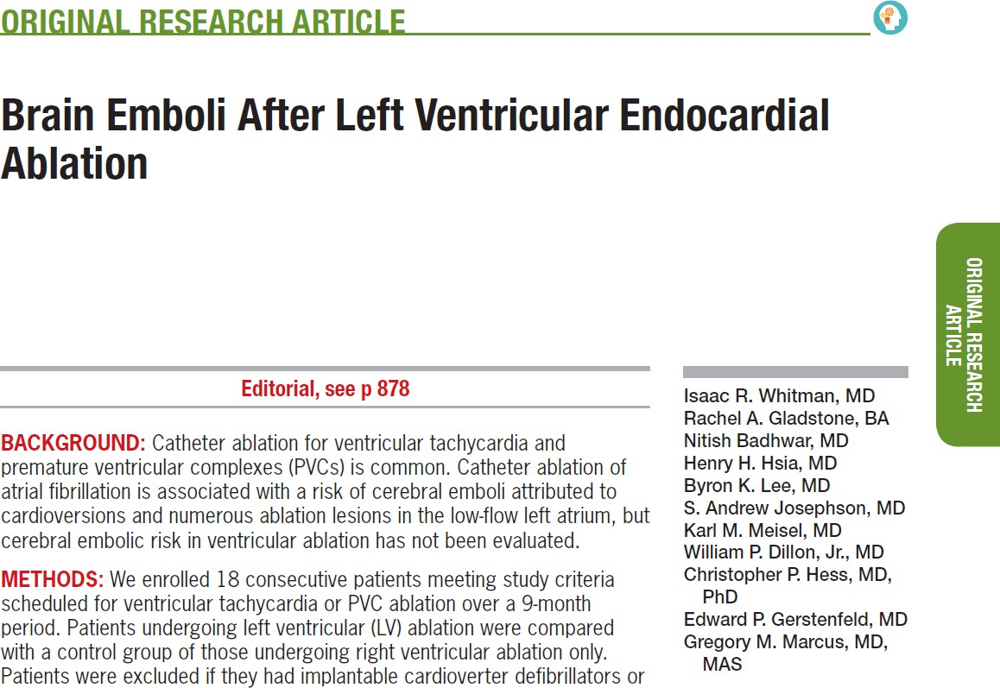 ORIGINAL RESEARCH ARTICLE
Brain Emboli After Left Ventricular Endocardial
Ablation
Editorial, see p 878
BACKGROUND: Catheter ablation for ventricular tachycardia and
premature ventricular complexes (PVCs) is common. Catheter ablation of
atrial fibrillation is associated with a risk of cerebral emboli attributed to
cardioversions and numerous ablation lesions in the low-flow left atrium, but
cerebral embolic risk in ventricular ablation has not been evaluated.
METHODS: We enrolled 18 consecutive patients meeting study criteria
scheduled for ventricular tachycardia or PVC ablation over a 9-month
period. Patients undergoing left ventricular (LV) ablation were compared
with a control group of those undergoing right ventricular ablation only.
Patients were excluded if they had implantable cardioverter defibrillators or
Isaac R. Whitman, MD
Rachel A. Gladstone, BA
Nitish Badhwar, MD
Henry H. Hsia, MD
Byron K. Lee, MD
S. Andrew Josephson, MD
Karl M. Meisel, MD
William P. Dillon, Jr., MD
Christopher P. Hess, MD,
PhD
Edward P. Gerstenfeld, MD
Gregory M. Marcus, MD,
MAS
ORIGINAL RESEARCH
ARTICLE